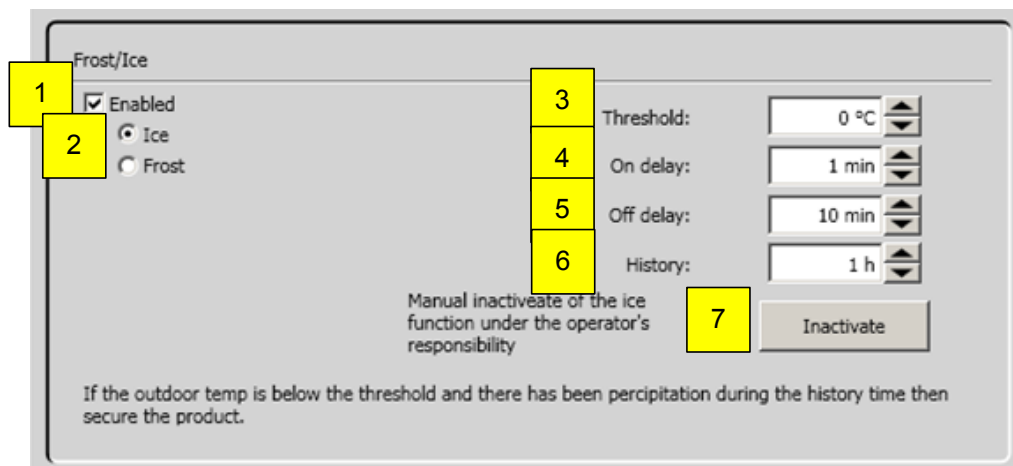 Frost/Ice
1 Enabled
2 Ice
Frost
3 Threshold: 0 ºC
4 On delay: 1 min
5 Off delay: 10 min
6 History: 1 h
Manual inactiveate of the ice
function under the operator's
responsibility
7 Inactivate
If the outdoor temp is below the threshold and there has been percipitation during the history time then
secure the product.